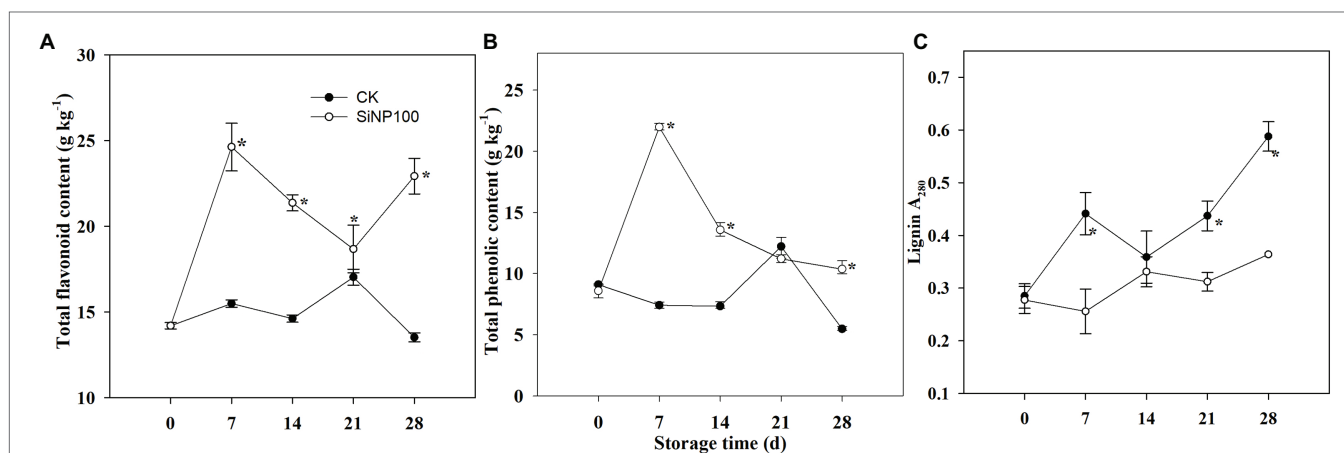 A
Total flavonoid content (g kg⁻¹)
30
25
20
15
10
CK
SiNP100
*
*
*
*
0 7 14 21 28
B
Total phenolic content (g kg⁻¹)
25
20
15
10
5
0
*
*
*
0 7 14 21 28
Storage time (d)
C
Lignin A₂₈₀
0.7
0.6
0.5
0.4
0.3
0.2
0.1
*
*
*
0 7 14 21 28